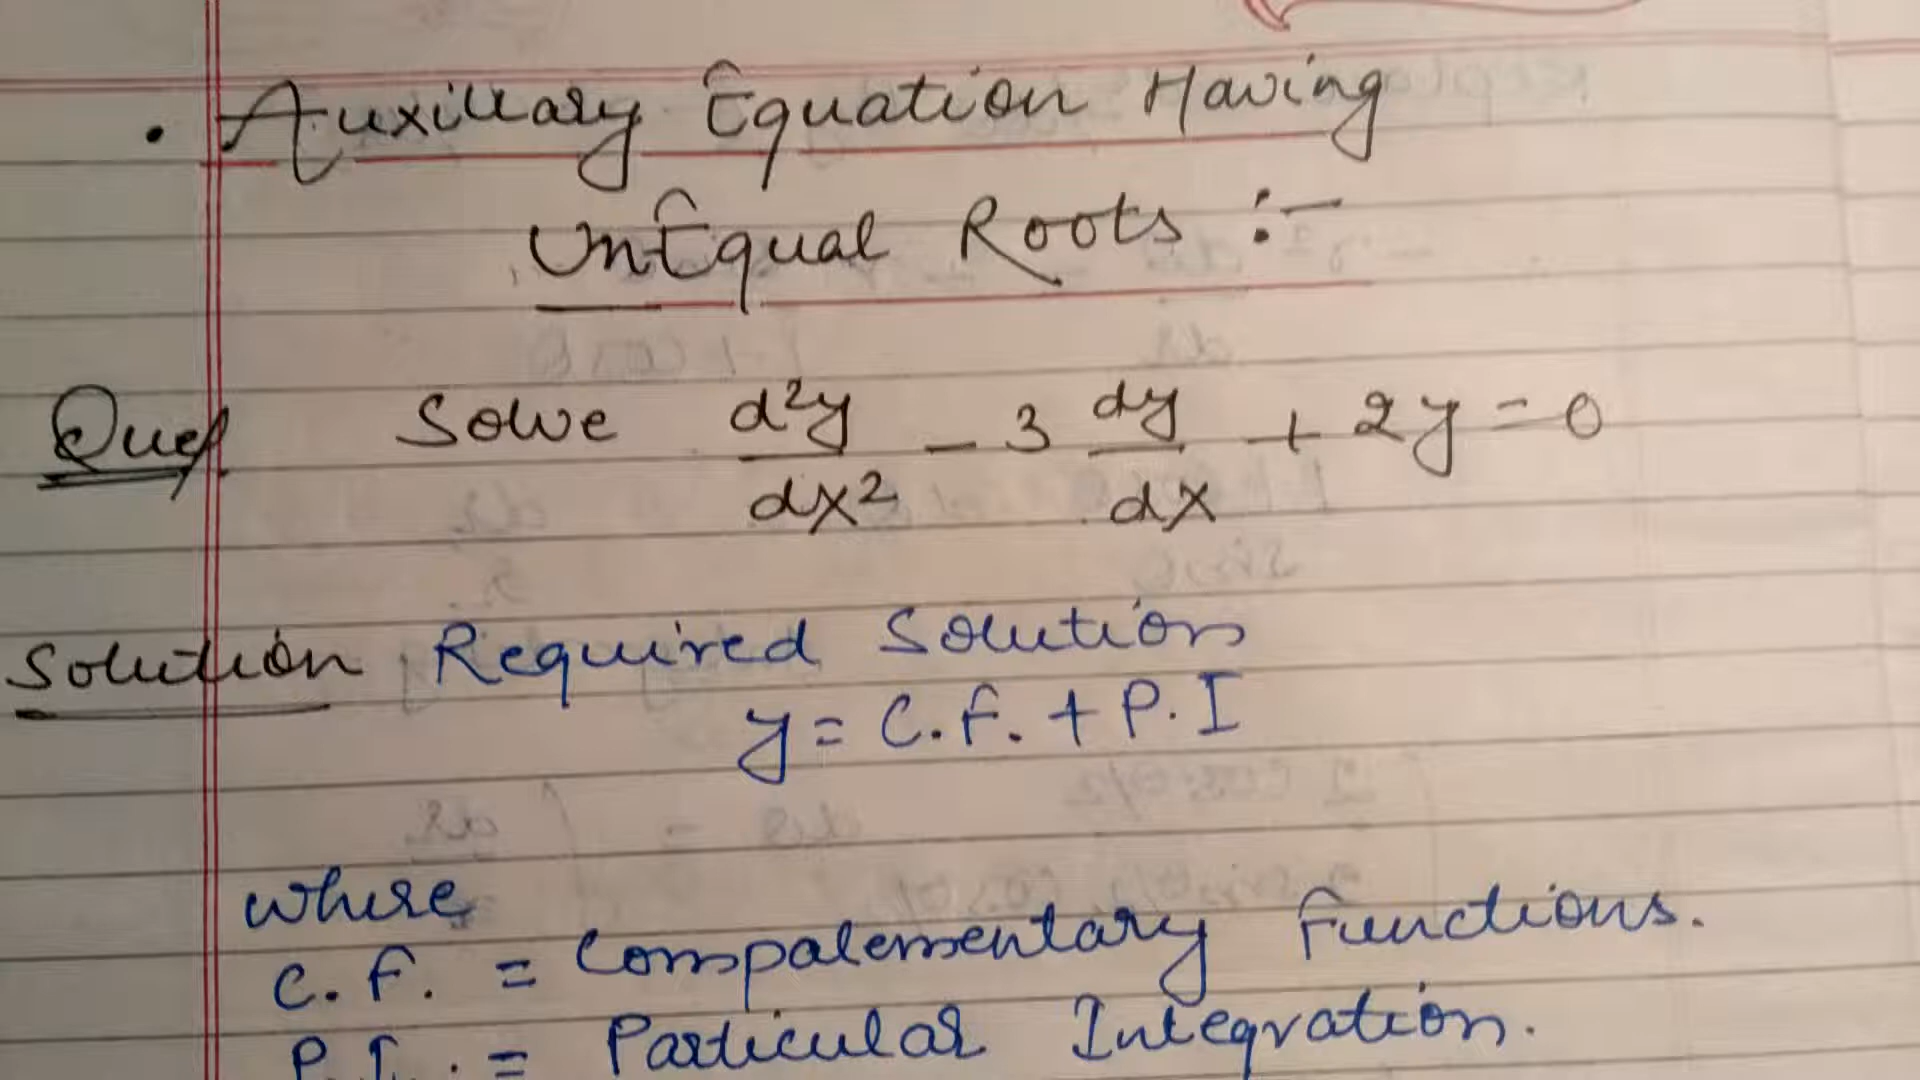 • Auxiliary Equation Having
UnEqual Roots :-
Ques Solve d²y/dx² - 3 dy/dx + 2y = 0
Solution Required Solution
y = C.F. + P.I
where
C.F. = Compalementary Functions.
P.I. = Particular Integration.